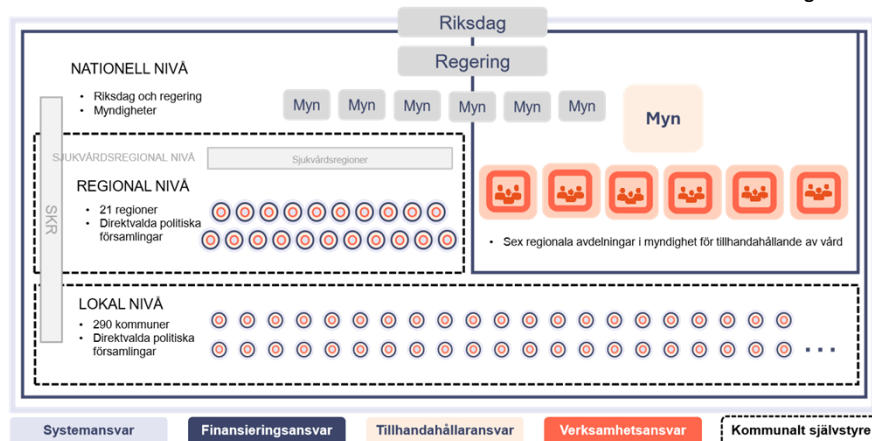 Riksdag
Regering
NATIONELL NIVÅ
• Riksdag och regering
• Myndigheter
Myn
Myn
Myn
Myn
Myn
Myn
Myn
SKR
SJUKVÅRDSREGIONAL NIVÅ
Sjukvårdsregioner
REGIONAL NIVÅ
• 21 regioner
• Direktvalda politiska
församlingar
• Sex regionala avdelningar i myndighet för tillhandahållande av vård
LOKAL NIVÅ
• 290 kommuner
• Direktvalda politiska
församlingar
Systemansvar
Finansieringsansvar
Tillhandahållaransvar
Verksamhetsansvar
Kommunalt självstyre